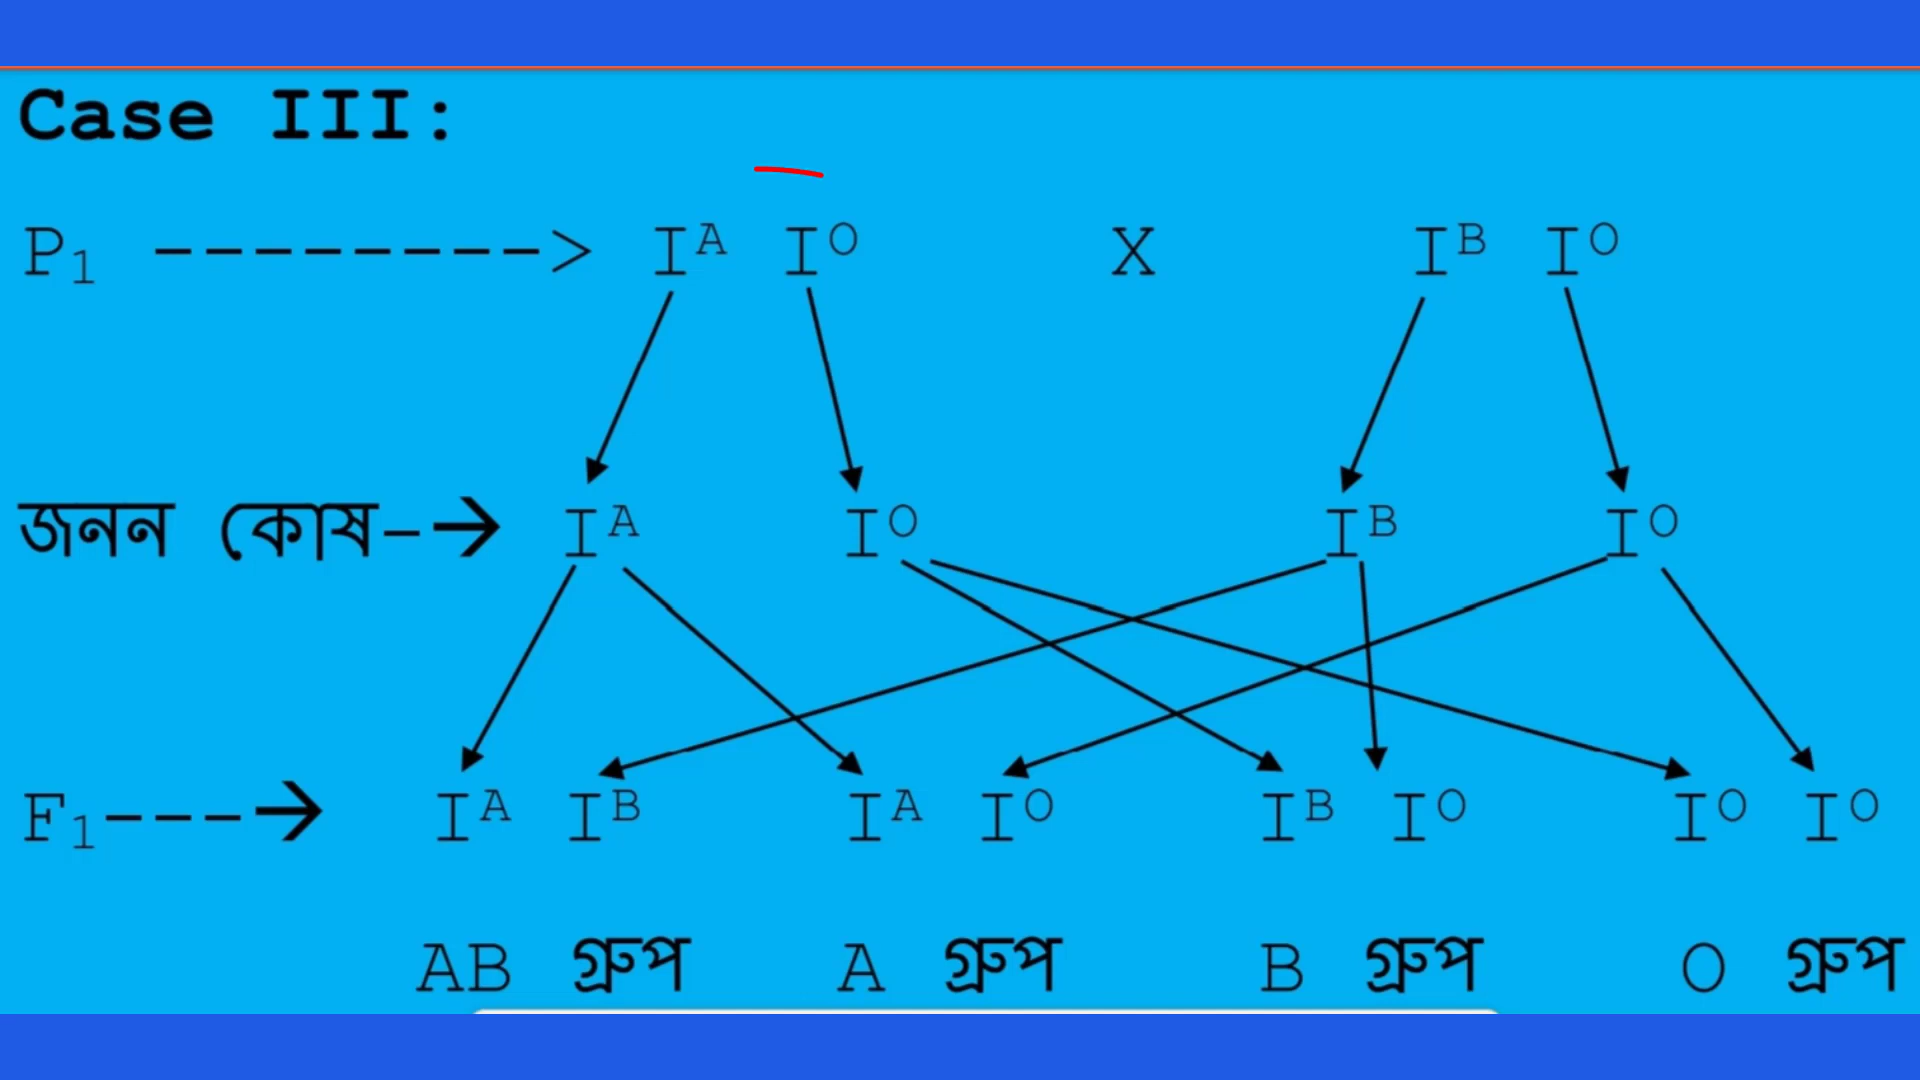 Case III:
P₁ --------> Iᴬ Iᴼ X Iᴮ Iᴼ
জনন কোষ-→ Iᴬ Iᴼ Iᴮ Iᴼ
F₁---→ Iᴬ Iᴮ Iᴬ Iᴼ Iᴮ Iᴼ Iᴼ Iᴼ
AB গ্রুপ A গ্রুপ B গ্রুপ O গ্রুপ